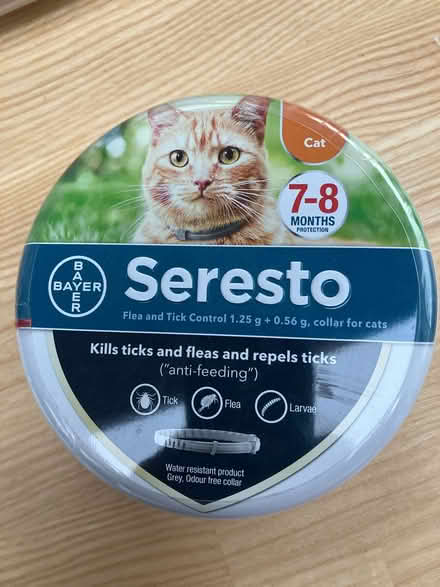 Cat
7-8
MONTHS
PROTECTION
BAYER
BAYER
Seresto
Flea and Tick Control 1.25 g + 0.56 g, collar for cats
Kills ticks and fleas and repels ticks
("anti-feeding")
Tick
Flea
Larvae
Water resistant product
Grey, Odour free collar